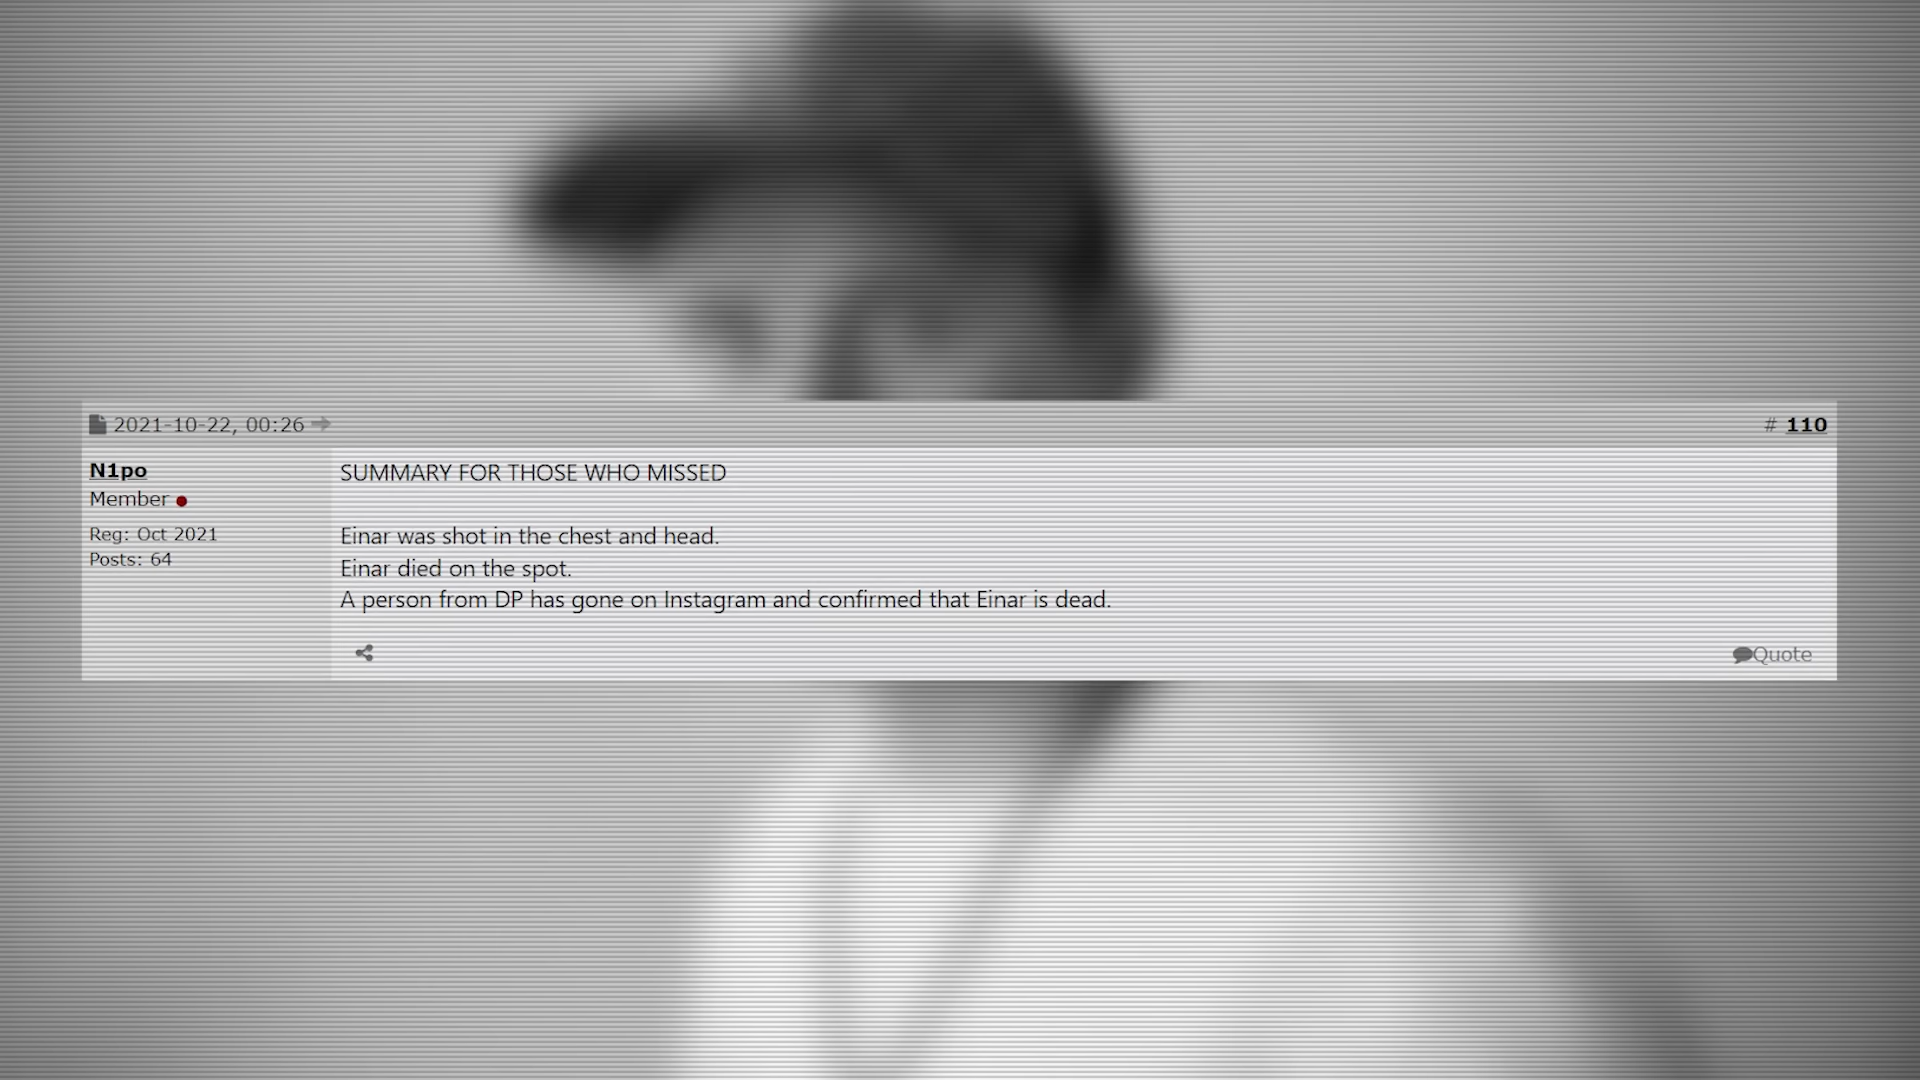 2021-10-22, 00:26
# 110
N1po
Member
Reg: Oct 2021
Posts: 64
SUMMARY FOR THOSE WHO MISSED
Einar was shot in the chest and head.
Einar died on the spot.
A person from DP has gone on Instagram and confirmed that Einar is dead.
Quote